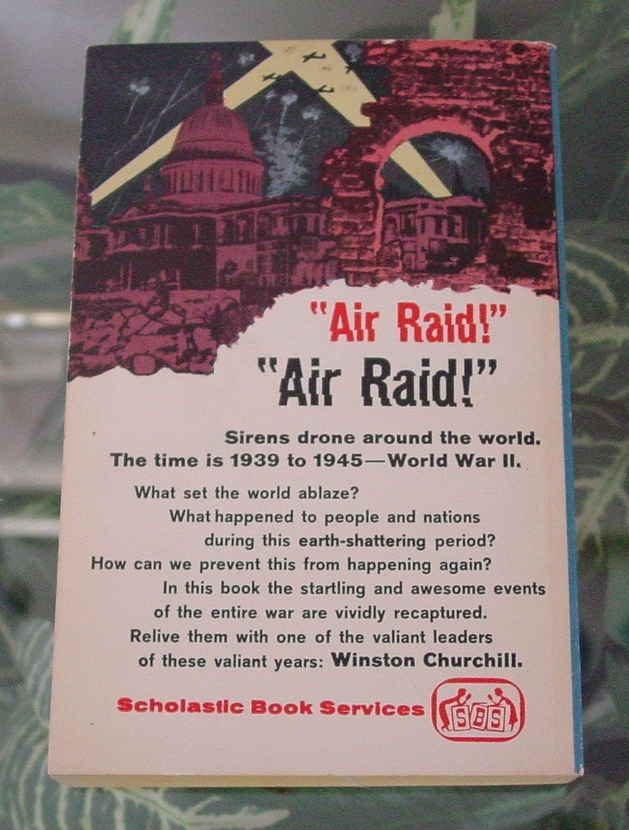 “Air Raid!”
“Air Raid!”
Sirens drone around the world.
The time is 1939 to 1945—World War II.
What set the world ablaze?
What happened to people and nations
during this earth-shattering period?
How can we prevent this from happening again?
In this book the startling and awesome events
of the entire war are vividly recaptured.
Relive them with one of the valiant leaders
of these valiant years: Winston Churchill.
Scholastic Book Services
SBS